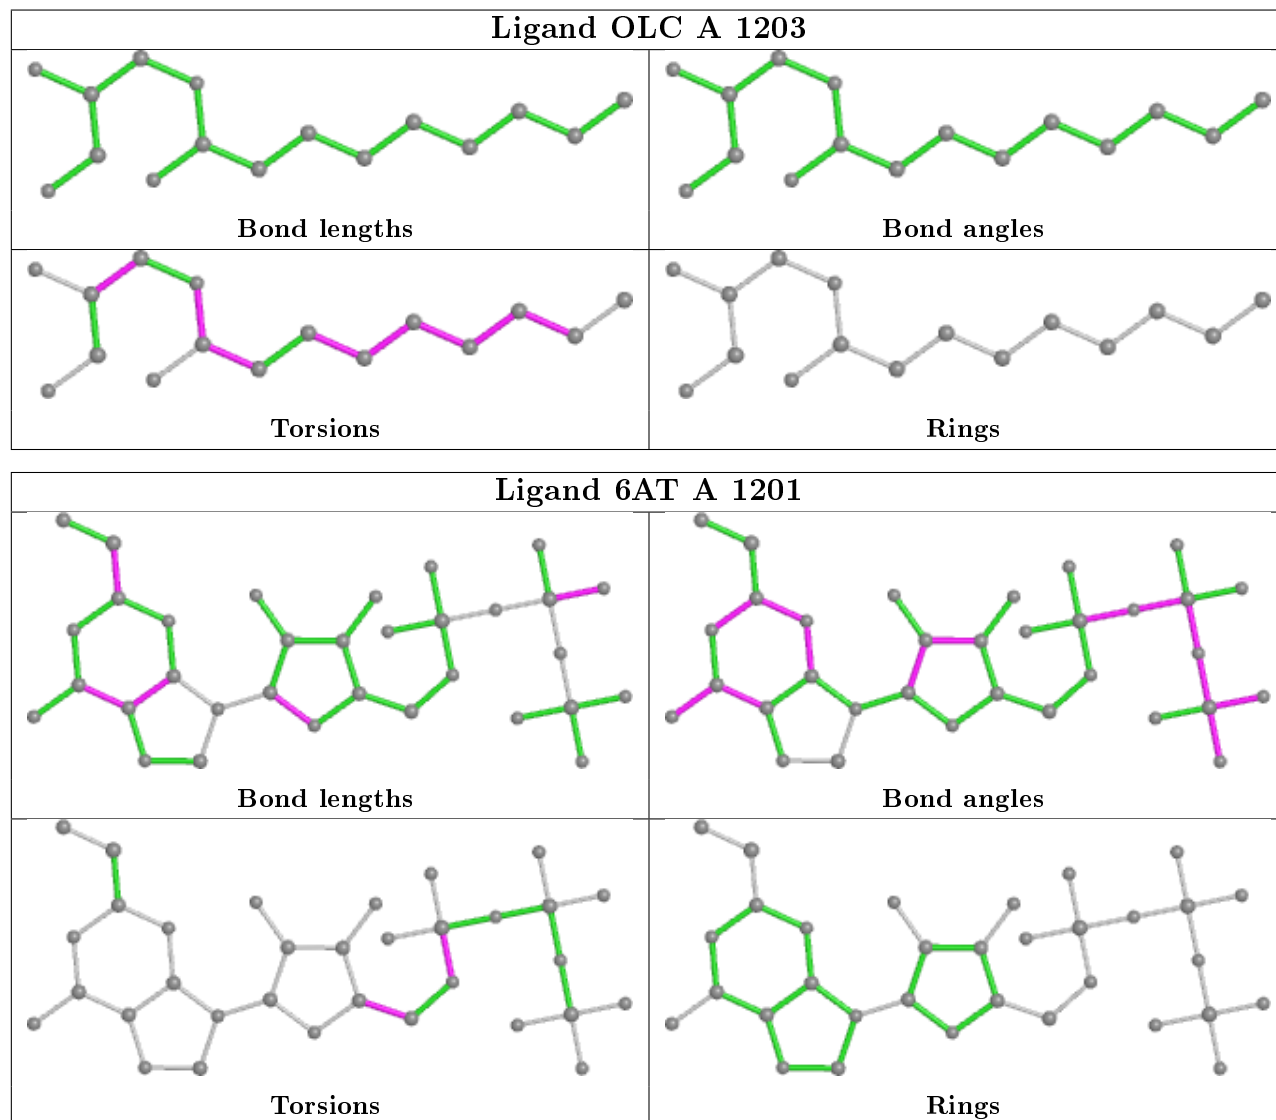 Ligand OLC A 1203
Bond lengths
Bond angles
Torsions
Rings
Ligand 6AT A 1201
Bond lengths
Bond angles
Torsions
Rings